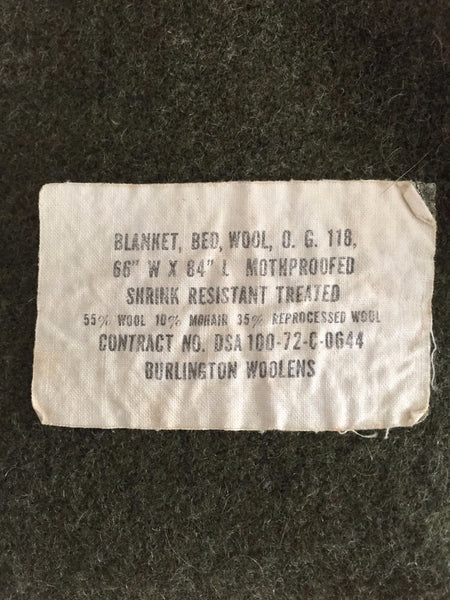 BLANKET, BED, WOOL, O. G. 118,
66" W X 84" L MOTHPROOFED
SHRINK RESISTANT TREATED
55% WOOL 10% MOHAIR 35% REPROCESSED WOOL
CONTRACT NO. DSA 100-72-C-0644
BURLINGTON WOOLENS